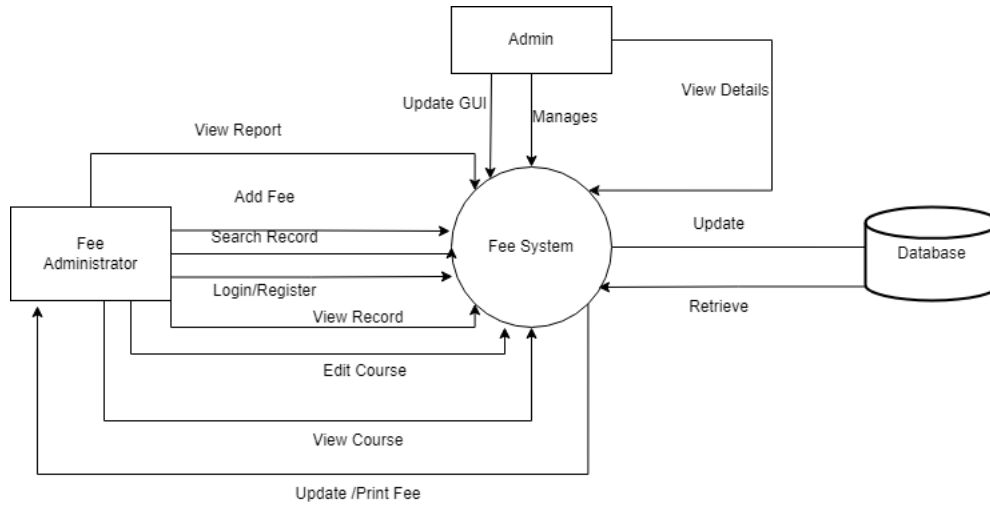 Admin
Update GUI
Manages
View Details
View Report
Add Fee
Search Record
Fee
Administrator
Login/Register
View Record
Fee System
Update
Database
Retrieve
Edit Course
View Course
Update /Print Fee